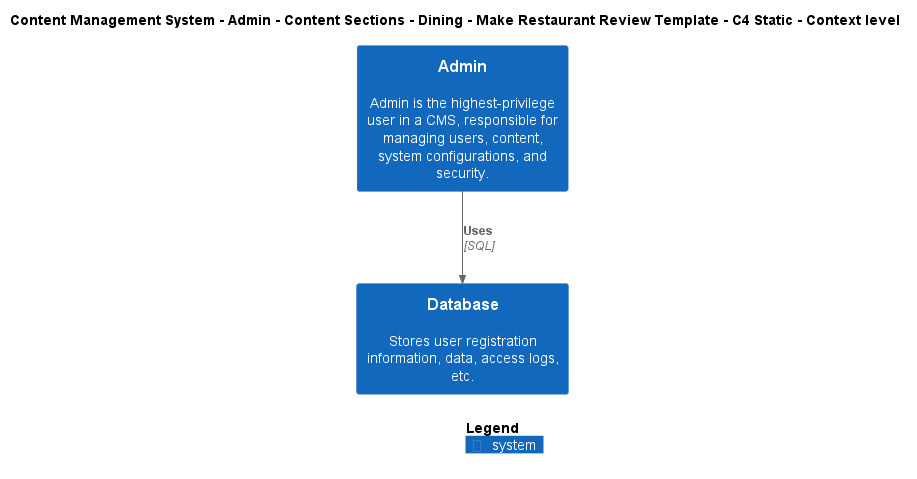 Content Management System - Admin - Content Sections - Dining - Make Restaurant Review Template - C4 Static - Context level
Admin
Admin is the highest-privilege
user in a CMS, responsible for
managing users, content,
system configurations, and
security.
Uses
[SQL]
Database
Stores user registration
information, data, access logs,
etc.
Legend
system